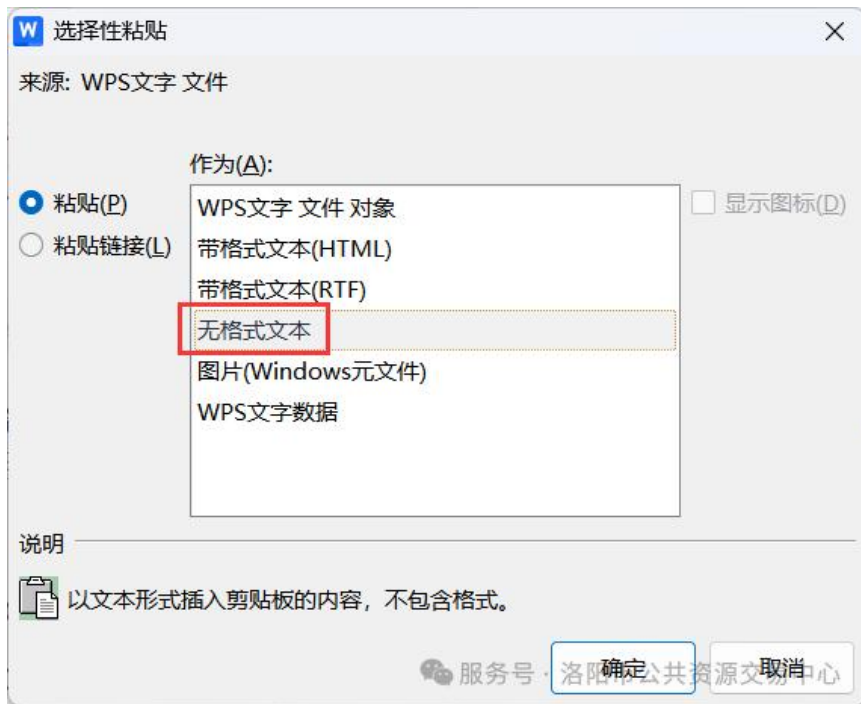 W 选择性粘贴
来源: WPS文字 文件
作为(A):
粘贴(P)
粘贴链接(L)
WPS文字 文件 对象
带格式文本(HTML)
带格式文本(RTF)
无格式文本
图片(Windows元文件)
WPS文字数据
显示图标(D)
说明
以文本形式插入剪贴板的内容，不包含格式。
确定
取消
服务号 · 洛阳市公共资源交易中心